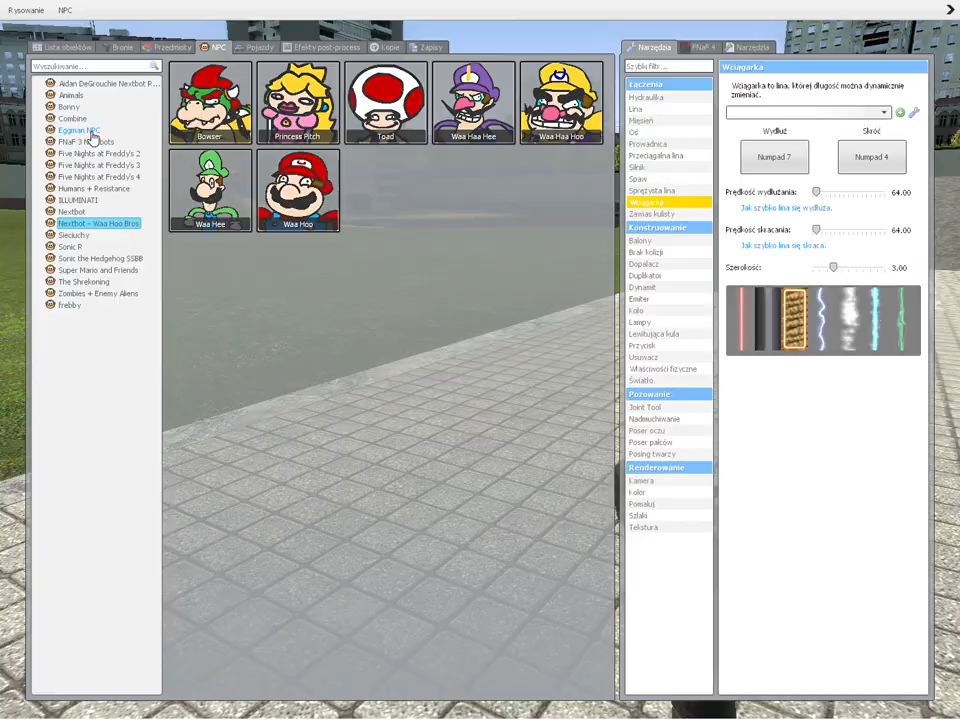 Rysowanie NPC
Lista obiektów Bronie Przedmioty NPC Pojazdy Efekty post-process Kopie Zapisy
Wyszukiwanie...
Aidan DeGrouchie Nextbot R...
Animals
Bonny
Combine
Eggman NPC
Five Nights at Freddy's 2
Five Nights at Freddy's 3
Five Nights at Freddy's 4
Humans + Resistance
ILLUMINATI
Nextbot
Nextbot - Waa Hoo Bros
Sieciuchy
Sonic R
Sonic the Hedgehog SSBB
Super Mario and Friends
The Shrekoning
Zombies + Enemy Aliens
frebby
Bowser
Princess Pitch
Toad
Waa Haa Hee
Waa Haa Hoo
Waa Hee
Waa Hoo
Narzędzia FNaF 4 Narzędzia
Szybki filtr...
Łączenia
Hydraulika
Lina
Mięsień
Oś
Prowadnica
Przeciągalna lina
Silnik
Spaw
Sprężysta lina
Wciągarka
Zawias kulisty
Konstruowanie
Balony
Brak kolizji
Dopalacz
Duplikator
Dynamit
Emiter
Koło
Lampy
Lewitująca kula
Przycisk
Usuwacz
Właściwości fizyczne
Światło
Pozowanie
Joint Tool
Nadmuchiwanie
Poser oczu
Poser palców
Posing twarzy
Renderowanie
Kamera
Kolor
Pomaluj
Szlaki
Tekstura
Wciągarka
Wciągarka to lina, której długość można dynamicznie
zmieniać.
Wydłuż Skróć
Numpad 7 Numpad 4
Prędkość wydłużania: 64.00
Jak szybko lina się wydłuża.
Prędkość skracania: 64.00
Jak szybko lina się skraca.
Szerokość: 3.00